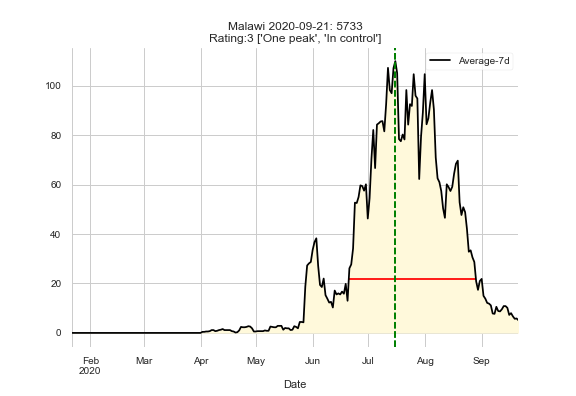 Malawi 2020-09-21: 5733
Rating:3 ['One peak', 'In control']
Average-7d
100
80
60
40
20
0
Feb
2020
Mar
Apr
May
Jun
Jul
Aug
Sep
Date